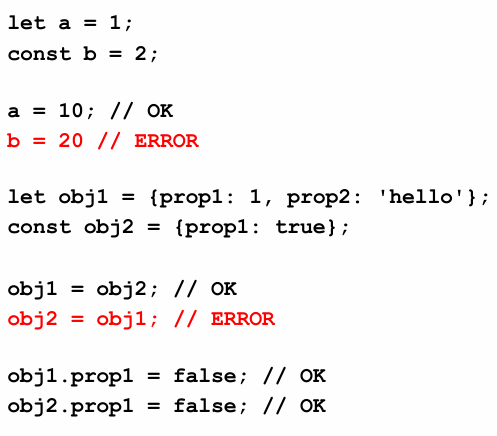 let a = 1;
const b = 2;
a = 10; // OK
b = 20 // ERROR
let obj1 = {prop1: 1, prop2: 'hello'};
const obj2 = {prop1: true};
obj1 = obj2; // OK
obj2 = obj1; // ERROR
obj1.prop1 = false; // OK
obj2.prop1 = false; // OK